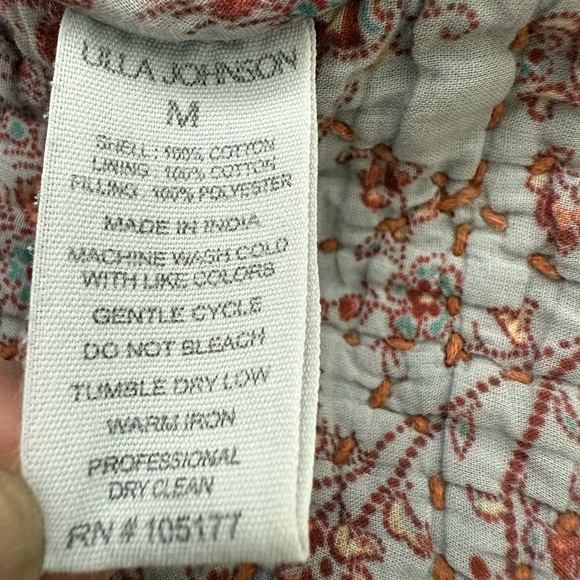 ULLA JOHNSON
M
SHELL: 100% COTTON
LINING: 100% COTTON
FILLING: 100% POLYESTER
MADE IN INDIA
MACHINE WASH COLD
WITH LIKE COLORS
GENTLE CYCLE
DO NOT BLEACH
TUMBLE DRY LOW
WARM IRON
PROFESSIONAL
DRY CLEAN
RN # 105177